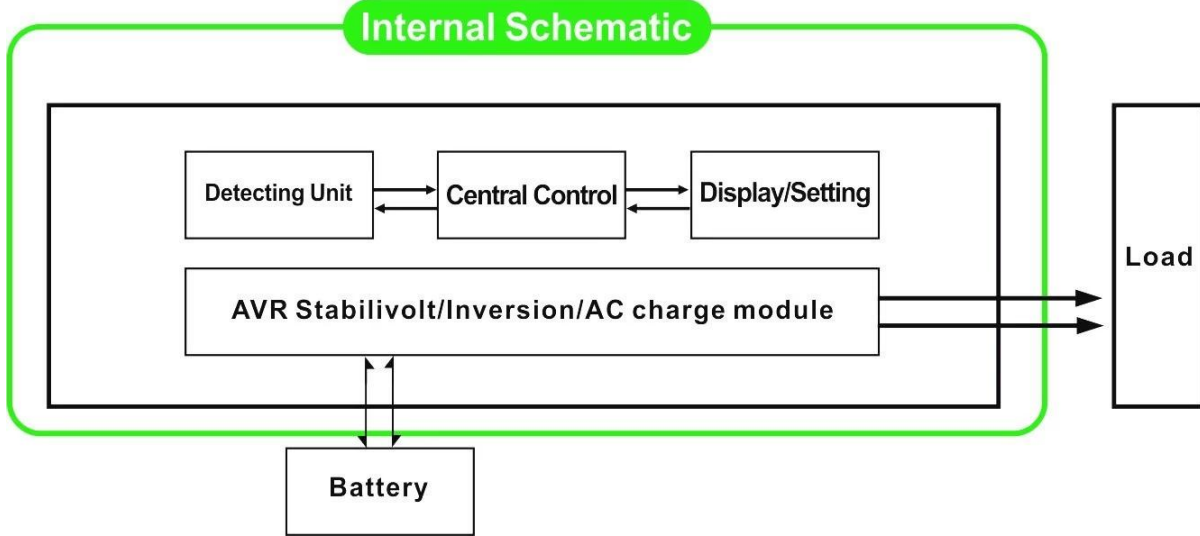 Internal Schematic
Detecting Unit
Central Control
Display/Setting
Load
AVR Stabilivolt/Inversion/AC charge module
Battery